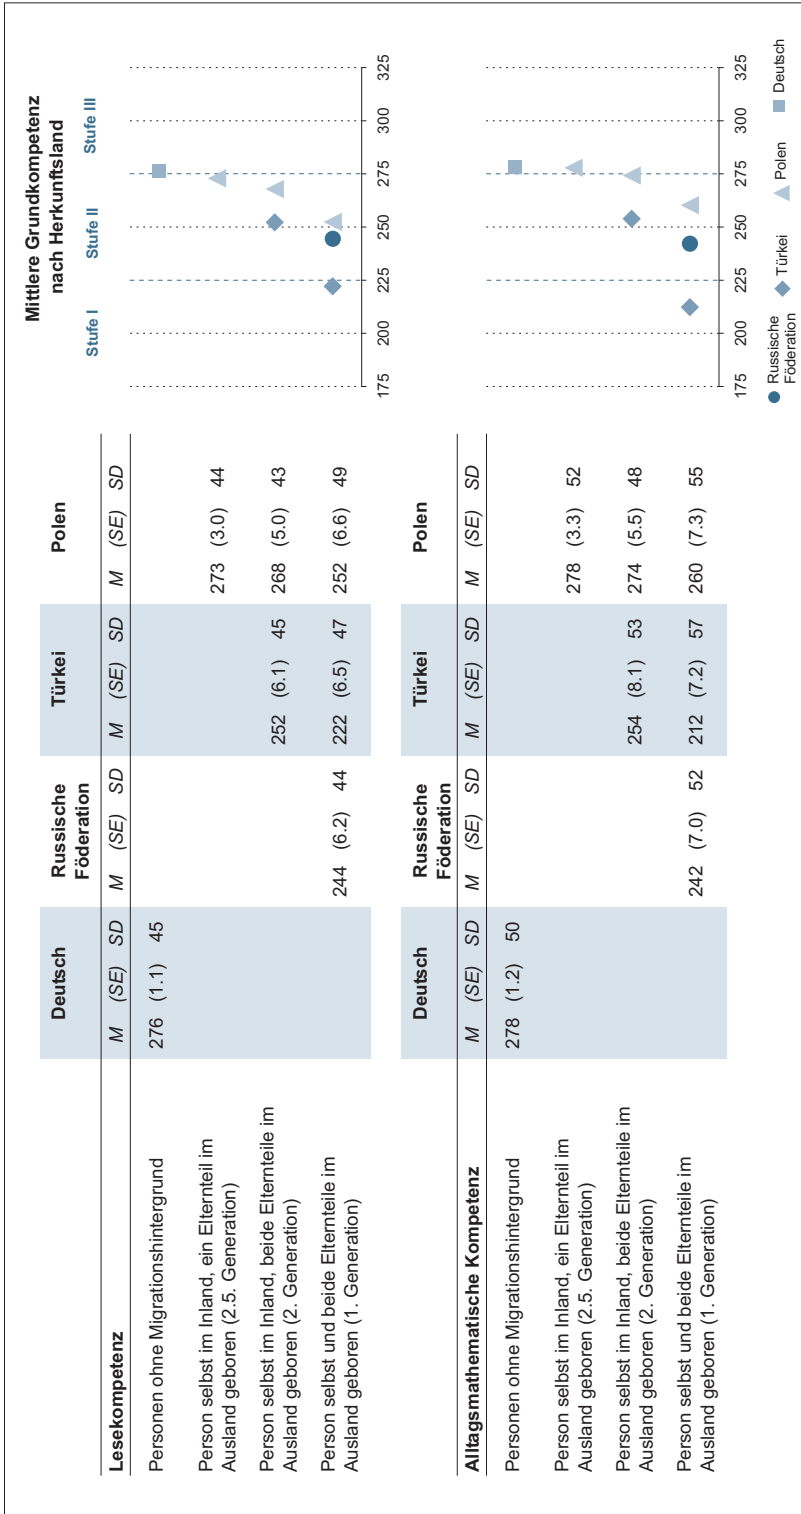 Mittlere Grundkompetenz
nach Herkunftsland
Deutsch Russische Föderation Türkei Polen
Lesekompetenz M (SE) SD M (SE) SD M (SE) SD M (SE) SD Stufe I Stufe II Stufe III
Personen ohne Migrationshintergrund 276 (1.1) 45
Person selbst im Inland, ein Elternteil im
Ausland geboren (2.5. Generation) 273 (3.0) 44
Person selbst im Inland, beide Elternteile im
Ausland geboren (2. Generation) 252 (6.1) 45 268 (5.0) 43
Person selbst und beide Elternteile im
Ausland geboren (1. Generation) 244 (6.2) 44 222 (6.5) 47 252 (6.6) 49
175 200 225 250 275 300 325
Deutsch Russische Föderation Türkei Polen
Alltagsmathematische Kompetenz M (SE) SD M (SE) SD M (SE) SD M (SE) SD
Personen ohne Migrationshintergrund 278 (1.2) 50
Person selbst im Inland, ein Elternteil im
Ausland geboren (2.5. Generation) 278 (3.3) 52
Person selbst im Inland, beide Elternteile im
Ausland geboren (2. Generation) 254 (8.1) 53 274 (5.5) 48
Person selbst und beide Elternteile im
Ausland geboren (1. Generation) 242 (7.0) 52 212 (7.2) 57 260 (7.3) 55
175 200 225 250 275 300 325
Russische Föderation Türkei Polen Deutsch